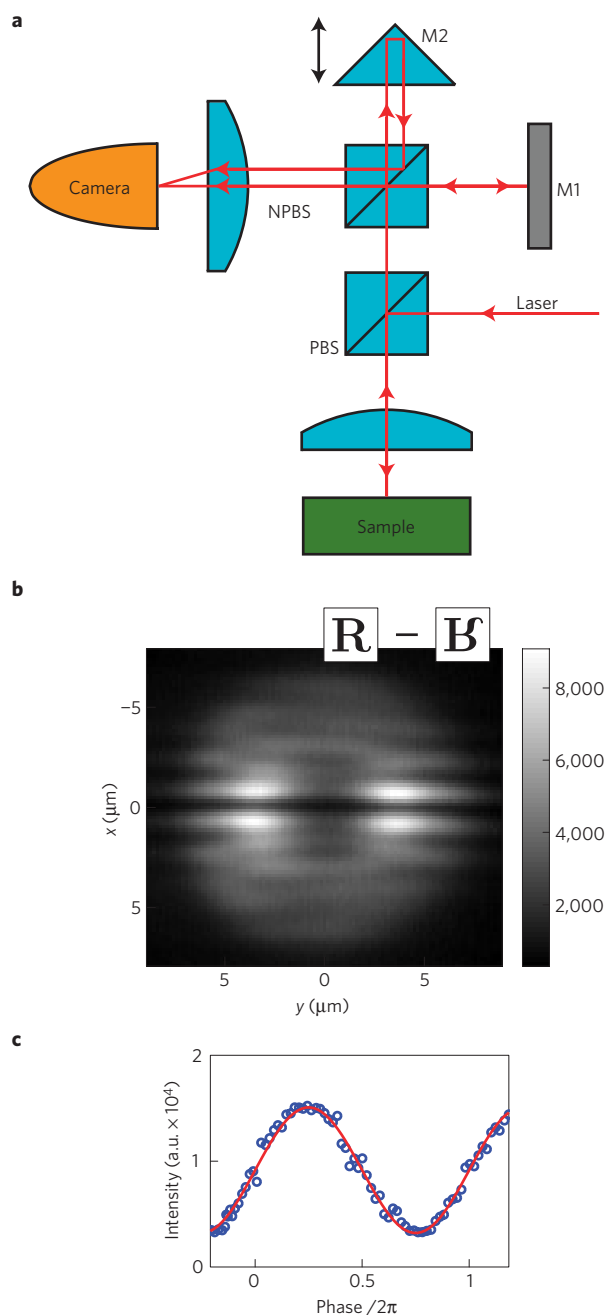 a
M2
Camera
NPBS
M1
Laser
PBS
Sample
b
R – R
8,000
6,000
4,000
2,000
−5
0
5
x (μm)
5 0 5
y (μm)
c
2
1
0
Intensity (a.u. × 10⁴)
0 0.5 1
Phase /2π